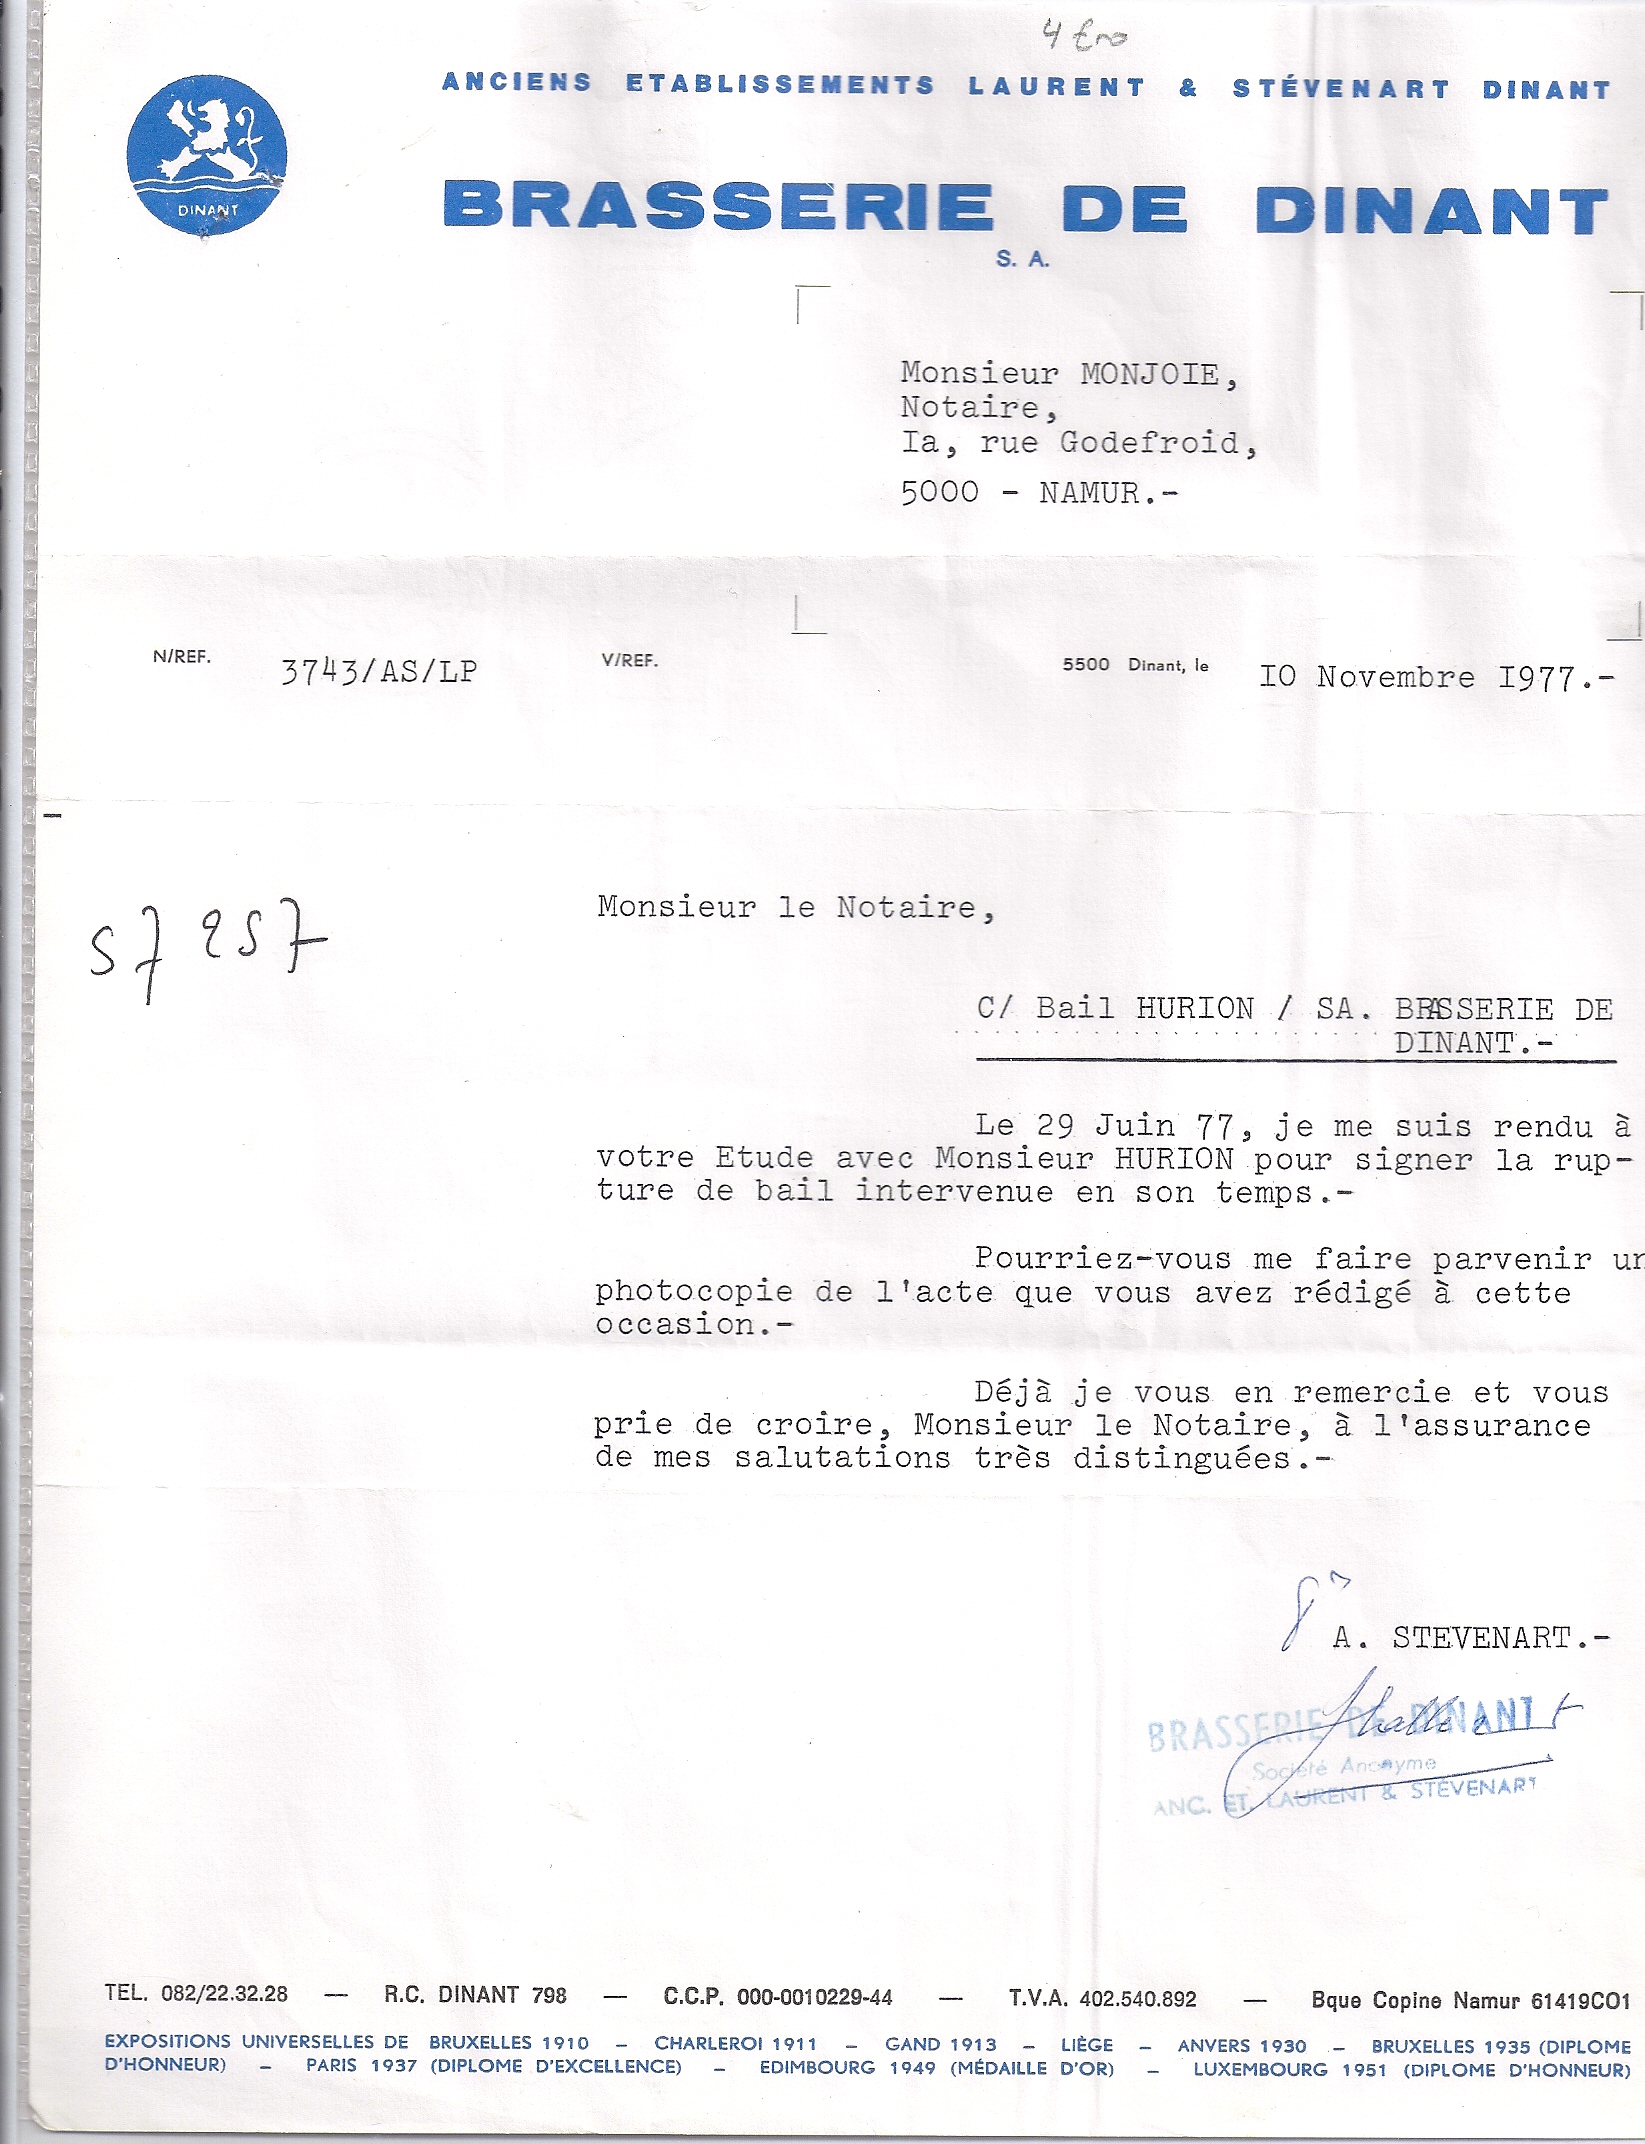 4 Euro
ANCIENS ETABLISSEMENTS LAURENT & STÉVENART DINANT
DINANT
BRASSERIE DE DINANT
S. A.
Monsieur MONJOIE,
Notaire,
Ia, rue Godefroid,
5000 - NAMUR.-
N/REF. 3743/AS/LP V/REF. 5500 Dinant, le IO Novembre I977.-
57 257
Monsieur le Notaire,
C/ Bail HURION / SA. BRASSERIE DE
DINANT.-
Le 29 Juin 77, je me suis rendu à
votre Etude avec Monsieur HURION pour signer la rup-
ture de bail intervenue en son temps.-
Pourriez-vous me faire parvenir un
photocopie de l'acte que vous avez rédigé à cette
occasion.-
Déjà je vous en remercie et vous
prie de croire, Monsieur le Notaire, à l'assurance
de mes salutations très distinguées.-
A. STEVENART.-
BRASSERIE DE DINANT
Société Anonyme
ANC. ET. LAURENT & STÉVENART
TEL. 082/22.32.28 — R.C. DINANT 798 — C.C.P. 000-0010229-44 — T.V.A. 402.540.892 — Bque Copine Namur 61419CO1
EXPOSITIONS UNIVERSELLES DE BRUXELLES 1910 — CHARLEROI 1911 — GAND 1913 — LIÈGE — ANVERS 1930 — BRUXELLES 1935 (DIPLOME
D'HONNEUR) — PARIS 1937 (DIPLOME D'EXCELLENCE) — EDIMBOURG 1949 (MÉDAILLE D'OR) — LUXEMBOURG 1951 (DIPLOME D'HONNEUR)